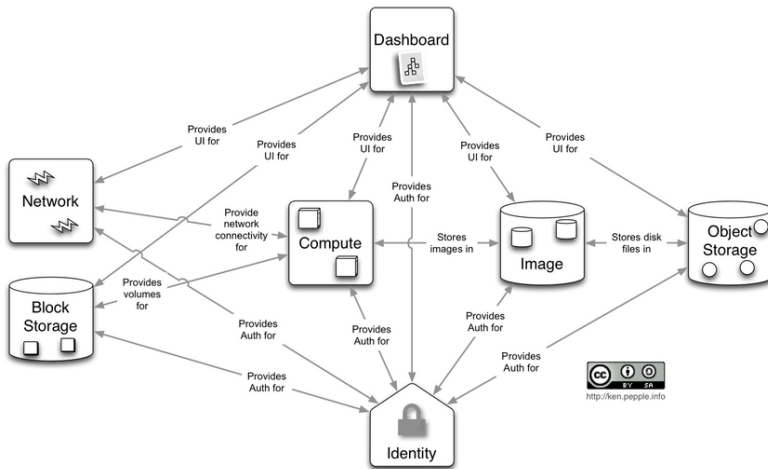 Dashboard
Provides
UI for
Provides
UI for
Provides
UI for
Provides
UI for
Provides
UI for
Provides
Auth for
Network
Provide
network
connectivity
for
Compute
Stores
images in
Image
Stores disk
files in
Object
Storage
Block
Storage
Provides
volumes
for
Provides
Auth for
Provides
Auth for
Provides
Auth for
Provides
Auth for
Provides
Auth for
Identity
cc
BY SA
http://ken.pepple.info